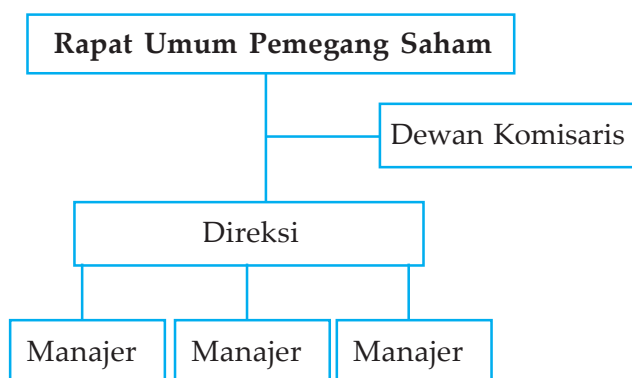 Rapat Umum Pemegang Saham
Dewan Komisaris
Direksi
Manajer
Manajer
Manajer